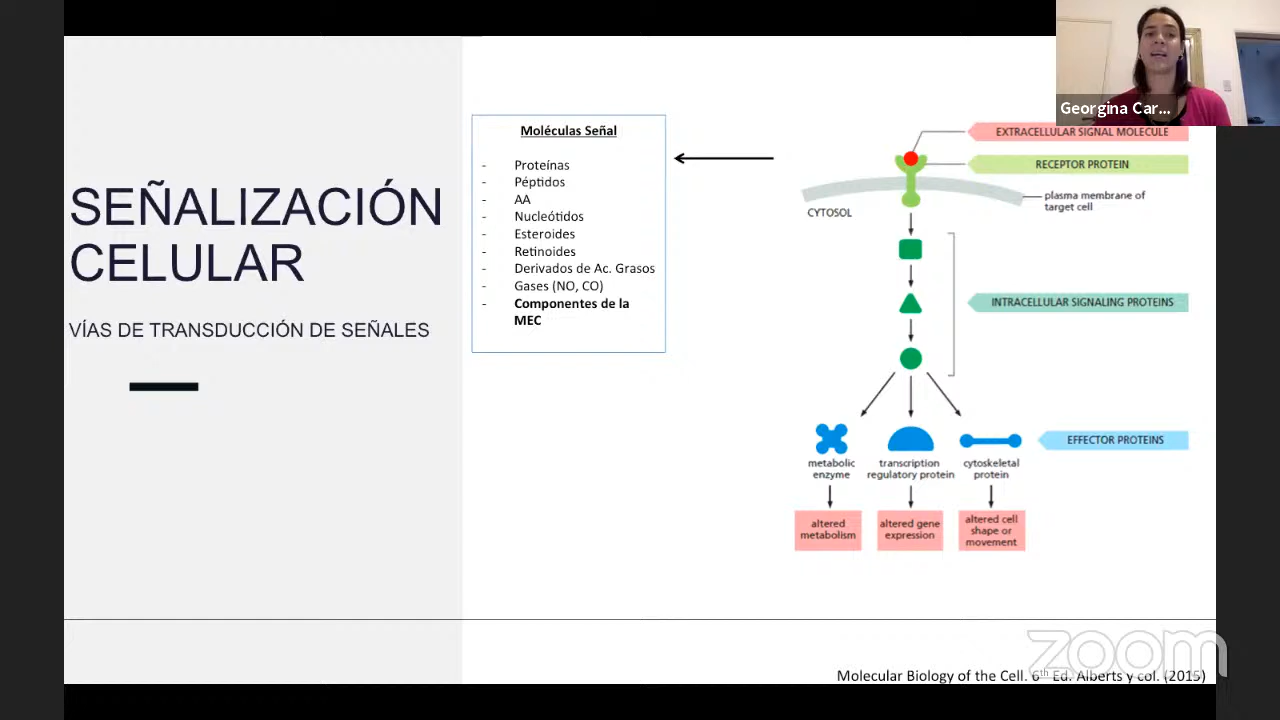 SEÑALIZACIÓN
CELULAR
VÍAS DE TRANSDUCCIÓN DE SEÑALES
Moléculas Señal
- Proteínas
- Péptidos
- AA
- Nucleótidos
- Esteroides
- Retinoides
- Derivados de Ac. Grasos
- Gases (NO, CO)
- Componentes de la
MEC
Georgina Car...
EXTRACELLULAR SIGNAL MOLECULE
RECEPTOR PROTEIN
plasma membrane of
target cell
CYTOSOL
INTRACELLULAR SIGNALING PROTEINS
EFFECTOR PROTEINS
metabolic
enzyme
transcription
regulatory protein
cytoskeletal
protein
altered
metabolism
altered gene
expression
altered cell
shape or
movement
zoom
Molecular Biology of the Cell. 6th Ed. Alberts y col. (2015)